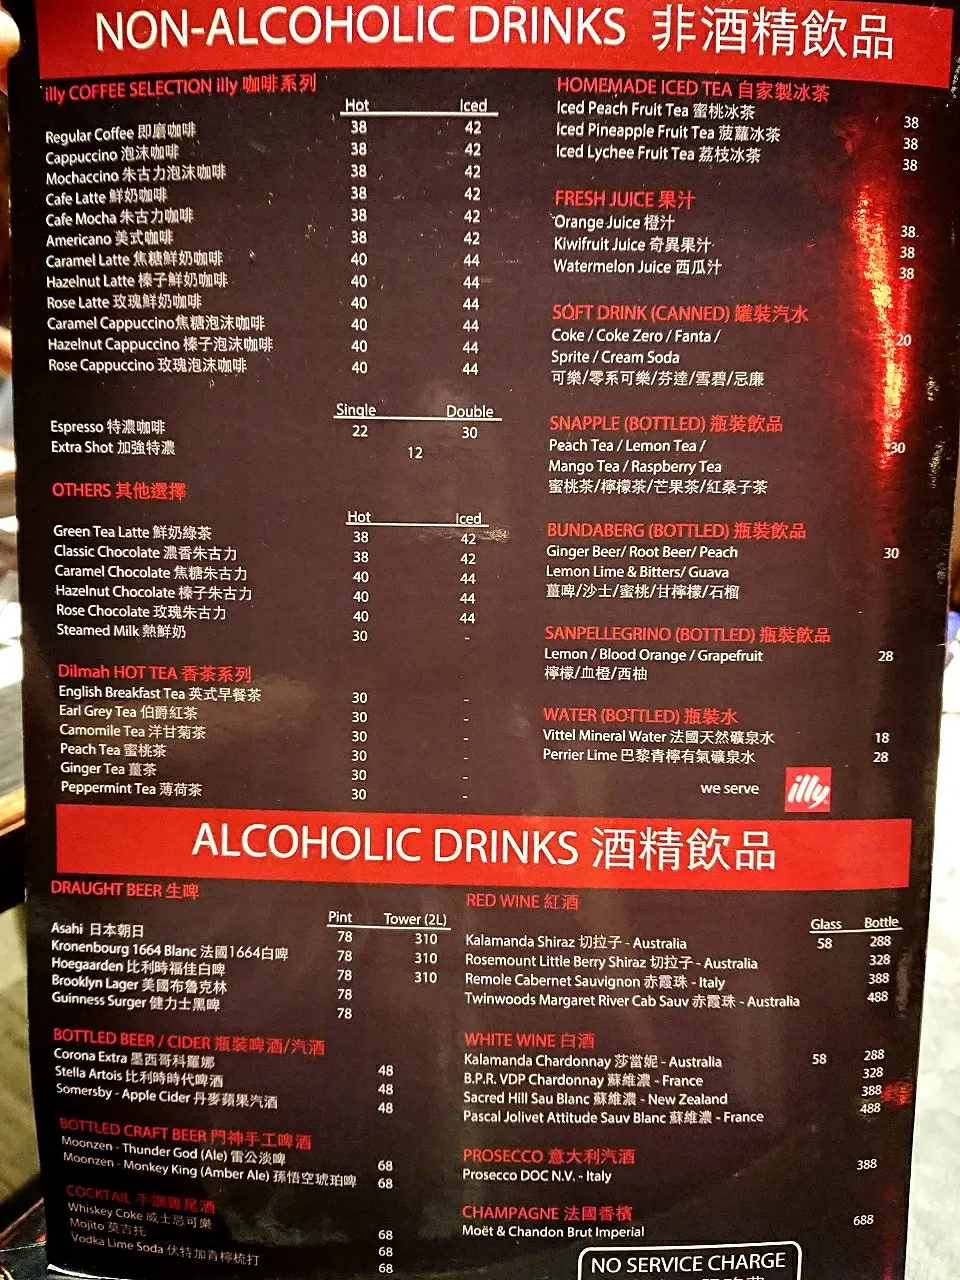 NON-ALCOHOLIC DRINKS 非酒精飲品
illy COFFEE SELECTION illy 咖啡系列
Hot Iced
Regular Coffee 即磨咖啡 38 42
Cappuccino 泡沫咖啡 38 42
Mochaccino 朱古力泡沫咖啡 38 42
Cafe Latte 鮮奶咖啡 38 42
Cafe Mocha 朱古力咖啡 38 42
Americano 美式咖啡 38 42
Caramel Latte 焦糖鮮奶咖啡 40 44
Hazelnut Latte 榛子鮮奶咖啡 40 44
Rose Latte 玫瑰鮮奶咖啡 40 44
Caramel Cappuccino焦糖泡沫咖啡 40 44
Hazelnut Cappuccino 榛子泡沫咖啡 40 44
Rose Cappuccino 玫瑰泡沫咖啡 40 44
Single Double
Espresso 特濃咖啡 22 30
Extra Shot 加強特濃 12
OTHERS 其他選擇
Hot Iced
Green Tea Latte 鮮奶綠茶 38 42
Classic Chocolate 濃香朱古力 38 42
Caramel Chocolate 焦糖朱古力 40 44
Hazelnut Chocolate 榛子朱古力 40 44
Rose Chocolate 玫瑰朱古力 40 44
Steamed Milk 熱鮮奶 30 -
Dilmah HOT TEA 香茶系列
English Breakfast Tea 英式早餐茶 30 -
Earl Grey Tea 伯爵紅茶 30 -
Camomile Tea 洋甘菊茶 30 -
Peach Tea 蜜桃茶 30 -
Ginger Tea 薑茶 30 -
Peppermint Tea 薄荷茶 30 -
HOMEMADE ICED TEA 自家製冰茶
Iced Peach Fruit Tea 蜜桃冰茶 38
Iced Pineapple Fruit Tea 菠蘿冰茶 38
Iced Lychee Fruit Tea 荔枝冰茶 38
FRESH JUICE 果汁
Orange Juice 橙汁 38
Kiwifruit Juice 奇異果汁 38
Watermelon Juice 西瓜汁 38
SOFT DRINK (CANNED) 罐裝汽水
Coke / Coke Zero / Fanta / 20
Sprite / Cream Soda
可樂/零系可樂/芬達/雪碧/忌廉
SNAPPLE (BOTTLED) 瓶裝飲品
Peach Tea / Lemon Tea / 30
Mango Tea / Raspberry Tea
蜜桃茶/檸檬茶/芒果茶/紅桑子茶
BUNDABERG (BOTTLED) 瓶裝飲品
Ginger Beer/ Root Beer/ Peach 30
Lemon Lime & Bitters/ Guava
薑啤/沙士/蜜桃/甘檸檬/石榴
SANPELLEGRINO (BOTTLED) 瓶裝飲品
Lemon / Blood Orange / Grapefruit 28
檸檬/血橙/西柚
WATER (BOTTLED) 瓶裝水
Vittel Mineral Water 法國天然礦泉水 18
Perrier Lime 巴黎青檸有氣礦泉水 28
we serve illy
ALCOHOLIC DRINKS 酒精飲品
DRAUGHT BEER 生啤
Pint Tower (2L)
Asahi 日本朝日 78 310
Kronenbourg 1664 Blanc 法國1664白啤 78 310
Hoegaarden 比利時福佳白啤 78 310
Brooklyn Lager 美國布魯克林 78
Guinness Surger 健力士黑啤 78
BOTTLED BEER / CIDER 瓶裝啤酒/汽酒
Corona Extra 墨西哥科羅娜 48
Stella Artois 比利時時代啤酒 48
Somersby - Apple Cider 丹麥蘋果汽酒 48
BOTTLED CRAFT BEER 門神手工啤酒
Moonzen - Thunder God (Ale) 雷公淡啤 68
Moonzen - Monkey King (Amber Ale) 孫悟空琥珀啤 68
COCKTAIL 手調雞尾酒
Whiskey Coke 威士忌可樂 68
Mojito 莫吉托 68
Vodka Lime Soda 伏特加青檸梳打 68
RED WINE 紅酒
Glass Bottle
Kalamanda Shiraz 切拉子 - Australia 58 288
Rosemount Little Berry Shiraz 切拉子 - Australia 328
Remole Cabernet Sauvignon 赤霞珠 - Italy 388
Twinwoods Margaret River Cab Sauv 赤霞珠 - Australia 488
WHITE WINE 白酒
Kalamanda Chardonnay 莎當妮 - Australia 58 288
B.P.R. VDP Chardonnay 蘇維濃 - France 328
Sacred Hill Sau Blanc 蘇維濃 - New Zealand 388
Pascal Jolivet Attitude Sauv Blanc 蘇維濃 - France 488
PROSECCO 意大利汽酒
Prosecco DOC N.V. - Italy 388
CHAMPAGNE 法國香檳
Moët & Chandon Brut Imperial 688
NO SERVICE CHARGE